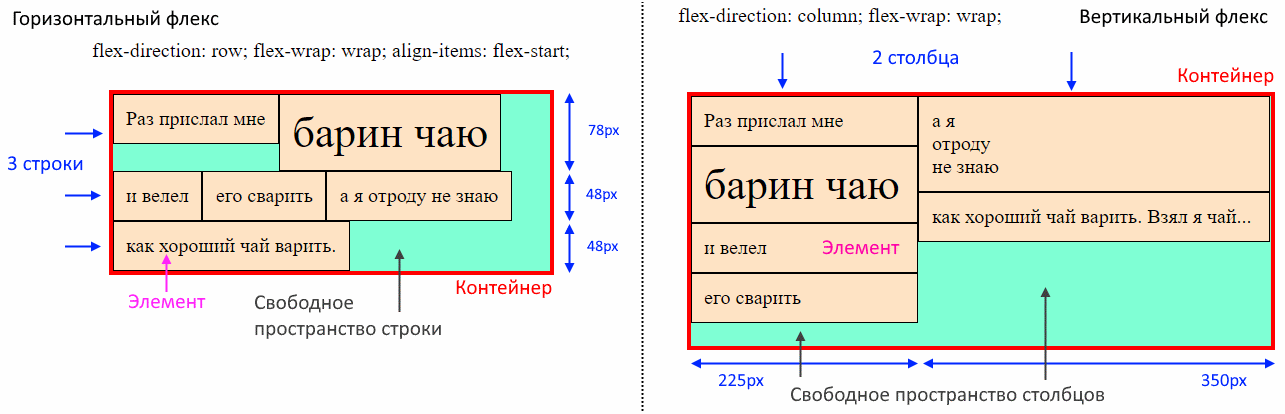 Горизонтальный флекс
flex-direction: row; flex-wrap: wrap; align-items: flex-start;
Раз прислал мне
барин чаю
78px
3 строки
и велел
его сварить
а я отроду не знаю
48px
как хороший чай варить.
48px
Элемент
Свободное
пространство строки
Контейнер
flex-direction: column; flex-wrap: wrap;
Вертикальный флекс
2 столбца
Контейнер
Раз прислал мне
барин чаю
и велел
Элемент
его сварить
а я
отроду
не знаю
как хороший чай варить. Взял я чай...
225px
350px
Свободное пространство столбцов